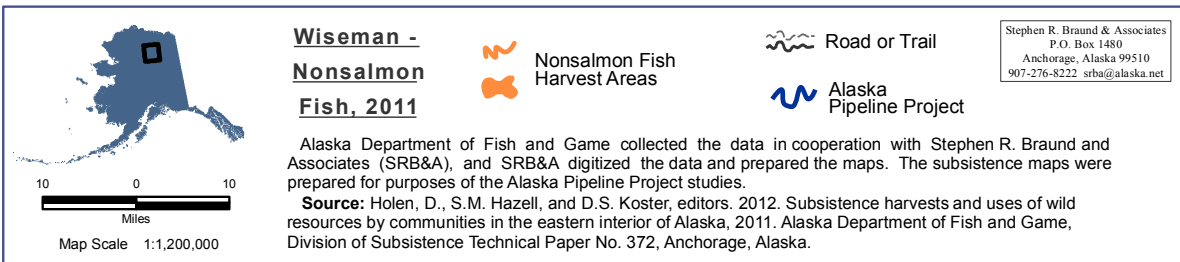 Wiseman -
Nonsalmon
Fish, 2011
Nonsalmon Fish
Harvest Areas
Road or Trail
Alaska
Pipeline Project
Stephen R. Braund & Associates
P.O. Box 1480
Anchorage, Alaska 99510
907-276-8222 srba@alaska.net
Alaska Department of Fish and Game collected the data in cooperation with Stephen R. Braund and
Associates (SRB&A), and SRB&A digitized the data and prepared the maps. The subsistence maps were
prepared for purposes of the Alaska Pipeline Project studies.
Source: Holen, D., S.M. Hazell, and D.S. Koster, editors. 2012. Subsistence harvests and uses of wild
resources by communities in the eastern interior of Alaska, 2011. Alaska Department of Fish and Game,
Division of Subsistence Technical Paper No. 372, Anchorage, Alaska.
10 0 10
Miles
Map Scale 1:1,200,000